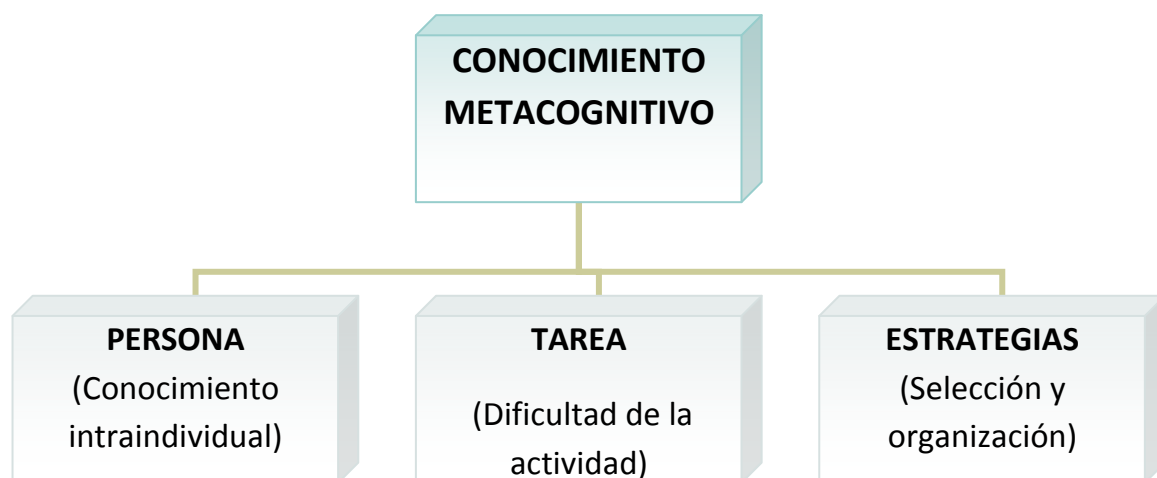 CONOCIMIENTO
METACOGNITIVO
PERSONA
(Conocimiento
intraindividual)
TAREA
(Dificultad de la
actividad)
ESTRATEGIAS
(Selección y
organización)